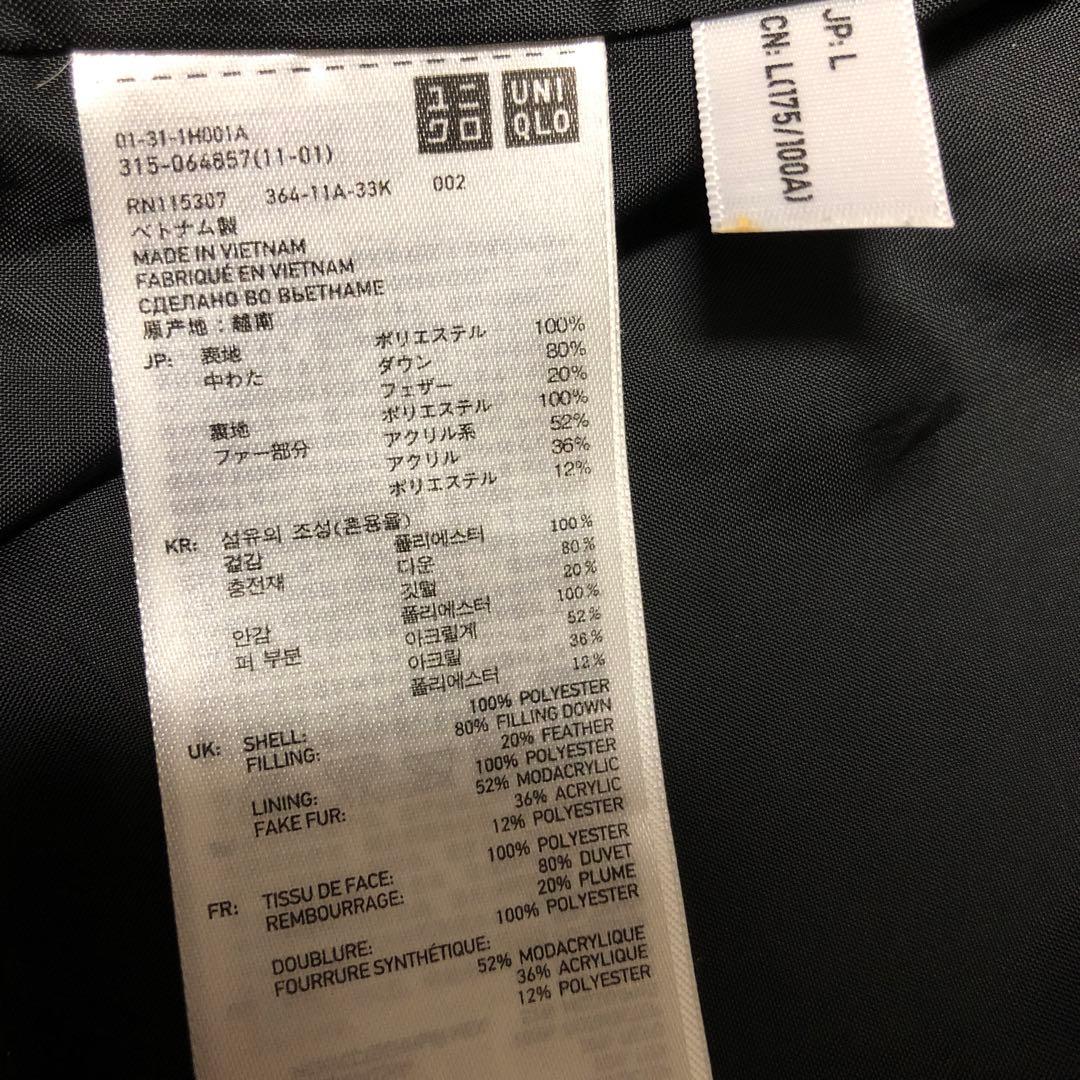 ユニクロ
UNIQLO
01-31-1H001A
315-064857(11-01)
RN115307 364-11A-33K 002
ベトナム製
MADE IN VIETNAM
FABRIQUÉ EN VIETNAM
СДЕЛАНО ВО ВЬЕТНАМЕ
原产地：越南
JP: 表地 ポリエステル 100%
中わた ダウン 80%
フェザー 20%
裏地 ポリエステル 100%
ファー部分 アクリル系 52%
アクリル 36%
ポリエステル 12%
KR: 섬유의 조성(혼용율)
겉감 폴리에스터 100%
충전재 다운 80%
깃털 20%
안감 폴리에스터 100%
퍼 부분 아크릴계 52%
아크릴 36%
폴리에스터 12%
UK: SHELL: 100% POLYESTER
FILLING: 80% FILLING DOWN
20% FEATHER
LINING: 100% POLYESTER
FAKE FUR: 52% MODACRYLIC
36% ACRYLIC
12% POLYESTER
FR: TISSU DE FACE: 100% POLYESTER
REMBOURRAGE: 80% DUVET
20% PLUME
DOUBLURE: 100% POLYESTER
FOURRURE SYNTHÉTIQUE: 52% MODACRYLIQUE
36% ACRYLIQUE
12% POLYESTER
JP: L
CN: L(175/100A)